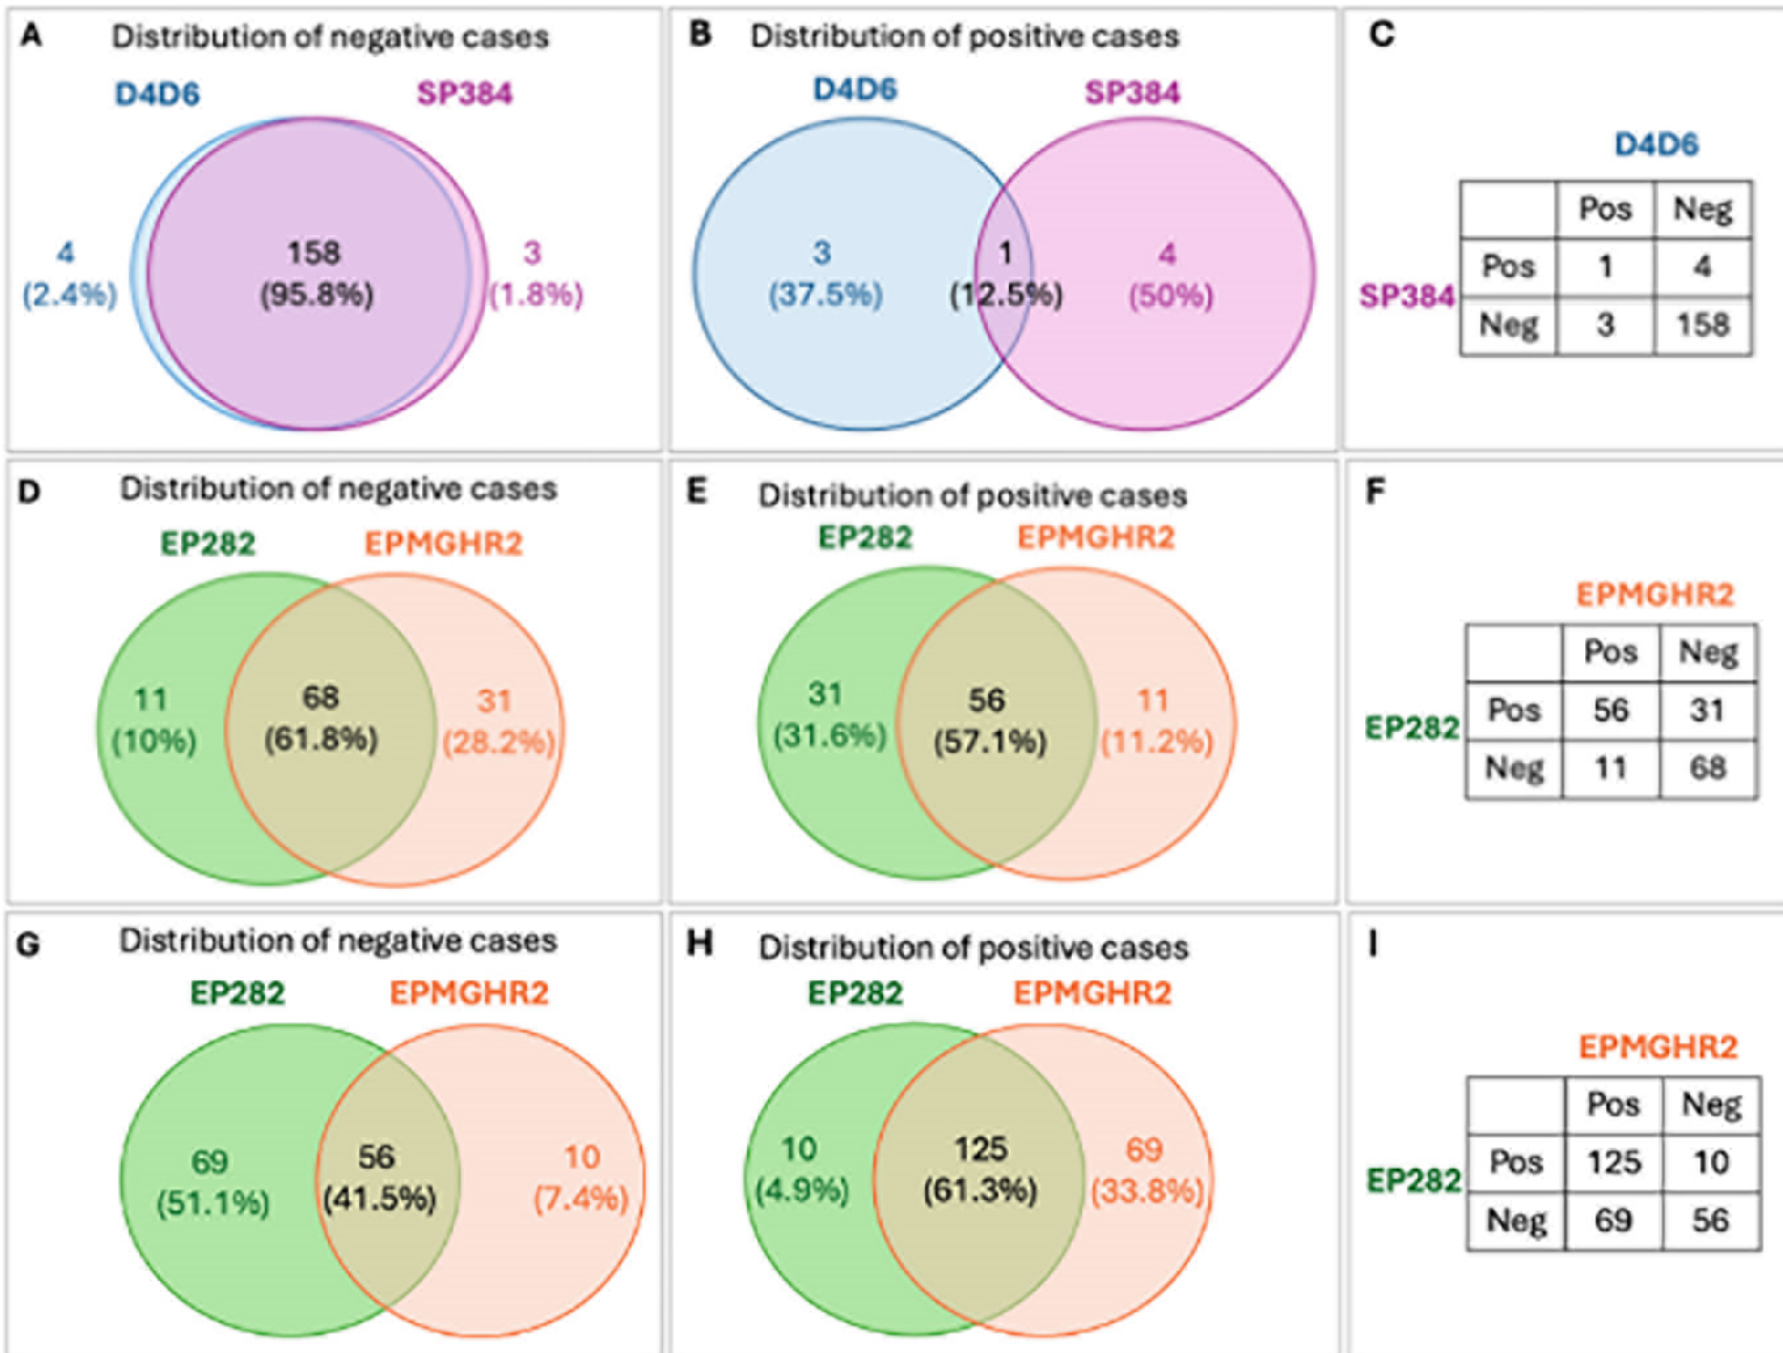 A Distribution of negative cases
D4D6 SP384
4 158 3
(2.4%) (95.8%) (1.8%)
B Distribution of positive cases
D4D6 SP384
3 1 4
(37.5%) (12.5%) (50%)
C
D4D6
Pos Neg
Pos 1 4
SP384
Neg 3 158
D Distribution of negative cases
EP282 EPMGHR2
11 68 31
(10%) (61.8%) (28.2%)
E Distribution of positive cases
EP282 EPMGHR2
31 56 11
(31.6%) (57.1%) (11.2%)
F
EPMGHR2
Pos Neg
Pos 56 31
EP282
Neg 11 68
G Distribution of negative cases
EP282 EPMGHR2
69 56 10
(51.1%) (41.5%) (7.4%)
H Distribution of positive cases
EP282 EPMGHR2
10 125 69
(4.9%) (61.3%) (33.8%)
I
EPMGHR2
Pos Neg
Pos 125 10
EP282
Neg 69 56